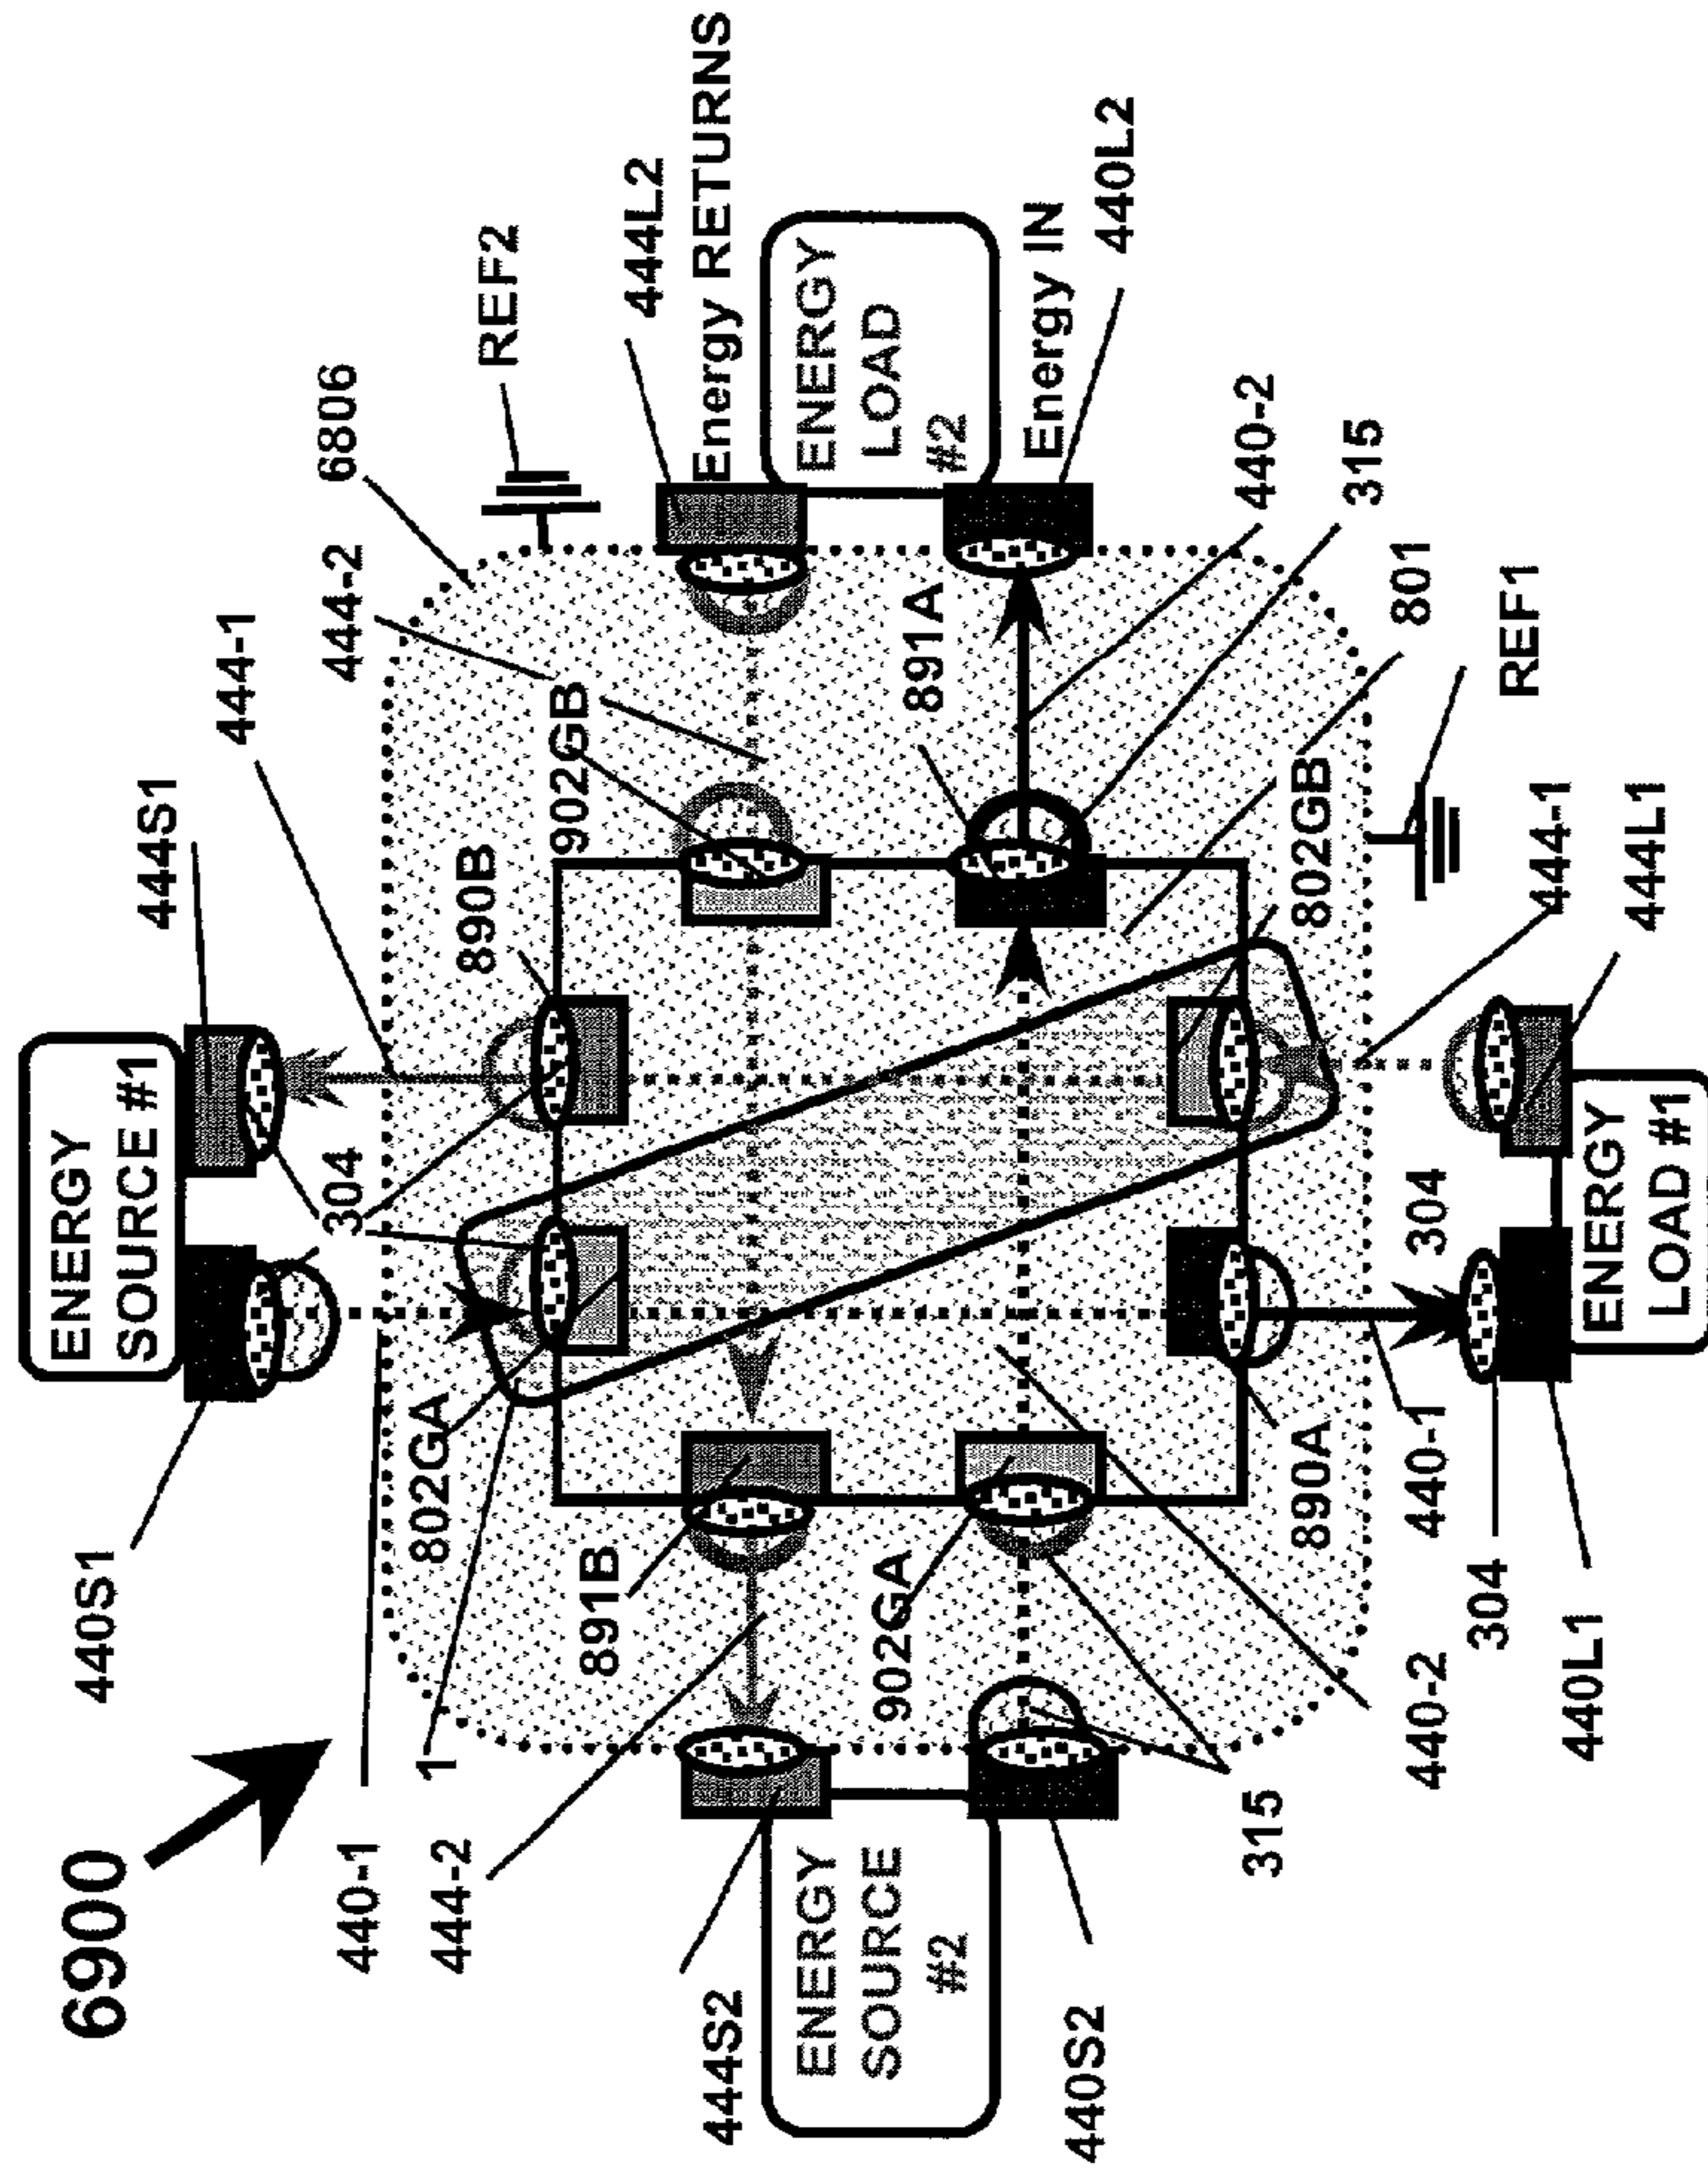 6900
440S1
ENERGY
SOURCE #1
444S1
444-1
444-2
6806
REF2
444L2
Energy RETURNS
440-1
444-2
1
802GA
304
890B
902GB
444S2
891B
ENERGY
SOURCE
#2
ENERGY
LOAD
#2
902GA
891A
Energy IN
440L2
440S2
315
440-2
315
890A
802GB
801
REF1
440-2
440-1
304
304
444-1
444L1
440L1
ENERGY
LOAD #1